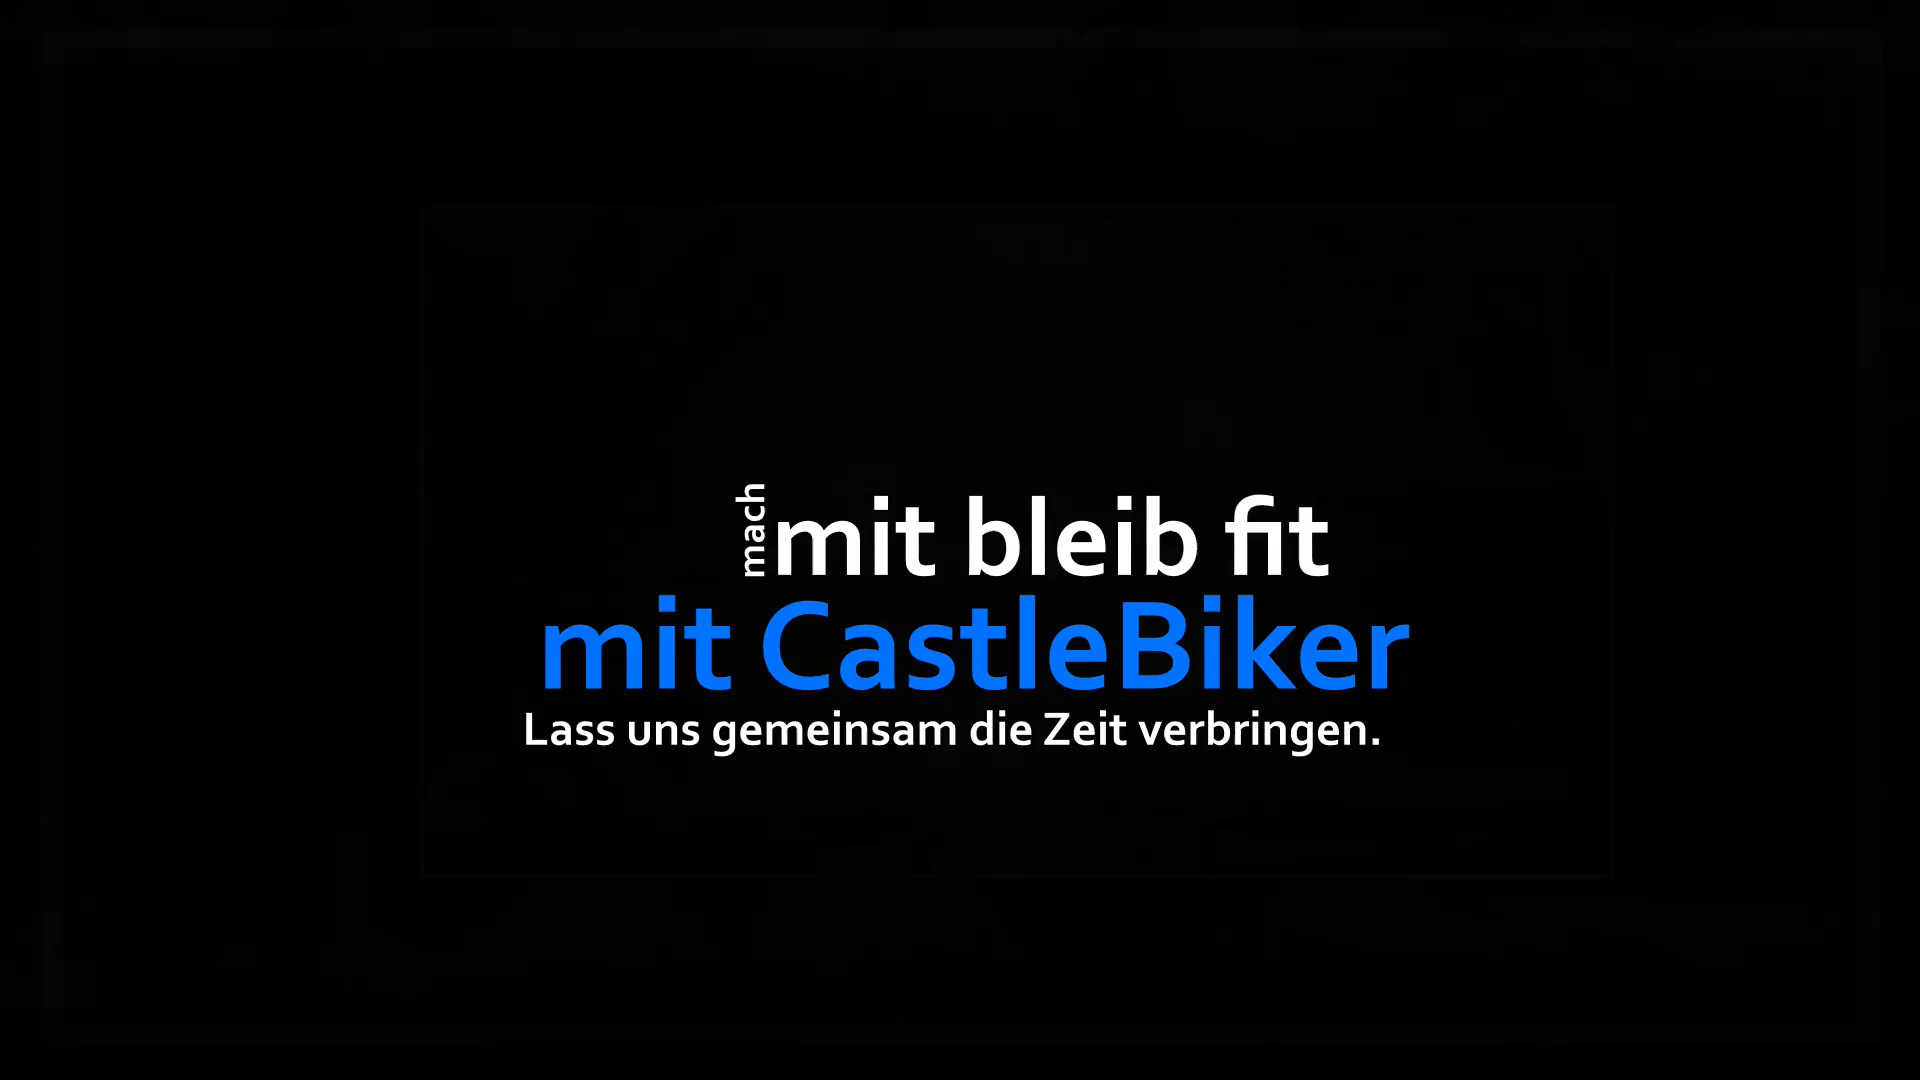 mach
mit bleib fit
mit CastleBiker
Lass uns gemeinsam die Zeit verbringen.